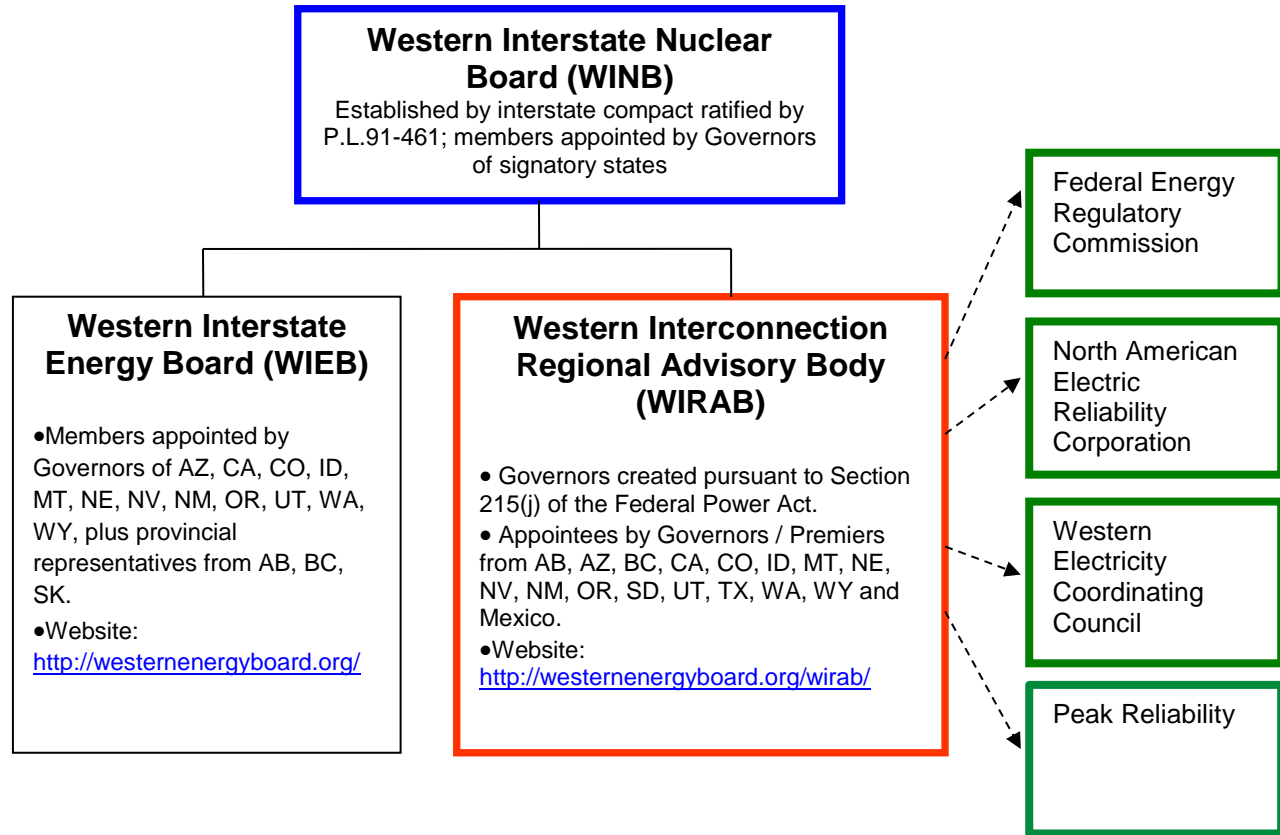 Western Interstate Nuclear
Board (WINB)
Established by interstate compact ratified by
P.L.91-461; members appointed by Governors
of signatory states
Western Interstate
Energy Board (WIEB)
•Members appointed by
Governors of AZ, CA, CO, ID,
MT, NE, NV, NM, OR, UT, WA,
WY, plus provincial
representatives from AB, BC,
SK.
•Website:
http://westernenergyboard.org/
Western Interconnection
Regional Advisory Body
(WIRAB)
• Governors created pursuant to Section
215(j) of the Federal Power Act.
• Appointees by Governors / Premiers
from AB, AZ, BC, CA, CO, ID, MT, NE,
NV, NM, OR, SD, UT, TX, WA, WY and
Mexico.
•Website:
http://westernenergyboard.org/wirab/
Federal Energy
Regulatory
Commission
North American
Electric
Reliability
Corporation
Western
Electricity
Coordinating
Council
Peak Reliability